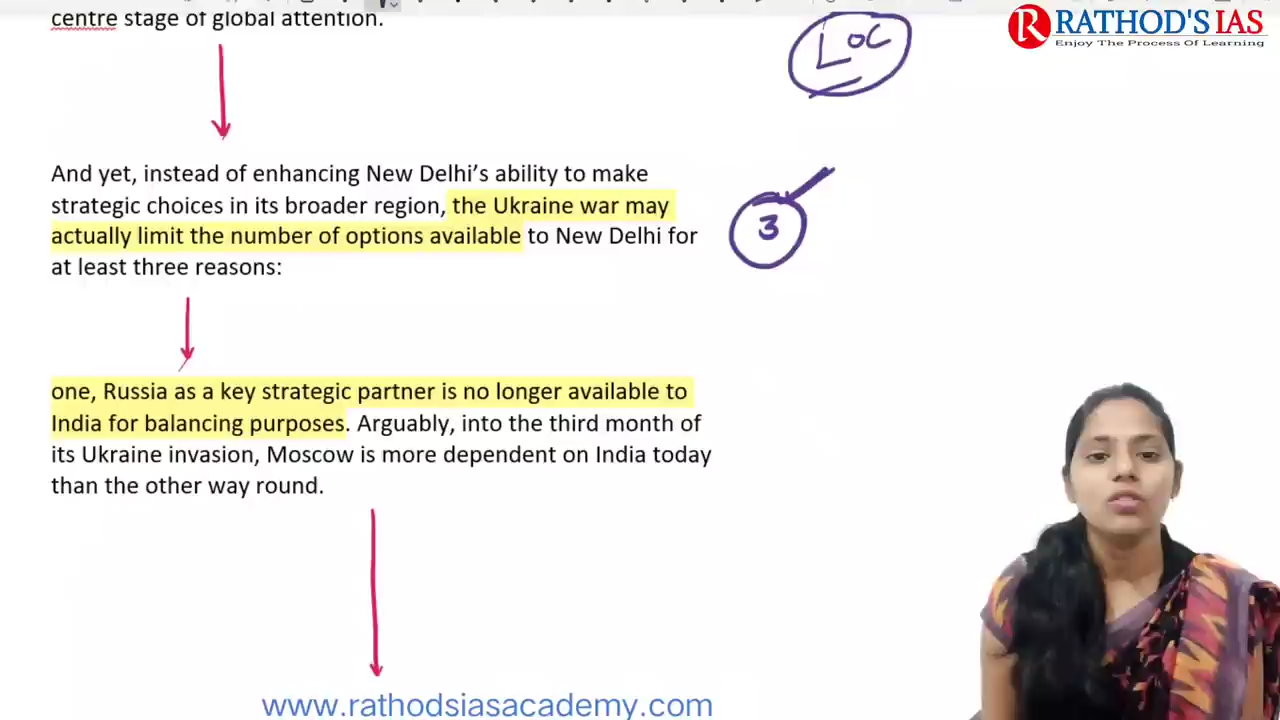 centre stage of global attention.
LOC
RATHOD'S IAS
Enjoy The Process Of Learning
And yet, instead of enhancing New Delhi’s ability to make
strategic choices in its broader region, the Ukraine war may
actually limit the number of options available to New Delhi for
at least three reasons:
3
one, Russia as a key strategic partner is no longer available to
India for balancing purposes. Arguably, into the third month of
its Ukraine invasion, Moscow is more dependent on India today
than the other way round.
www.rathodsiasacademy.com